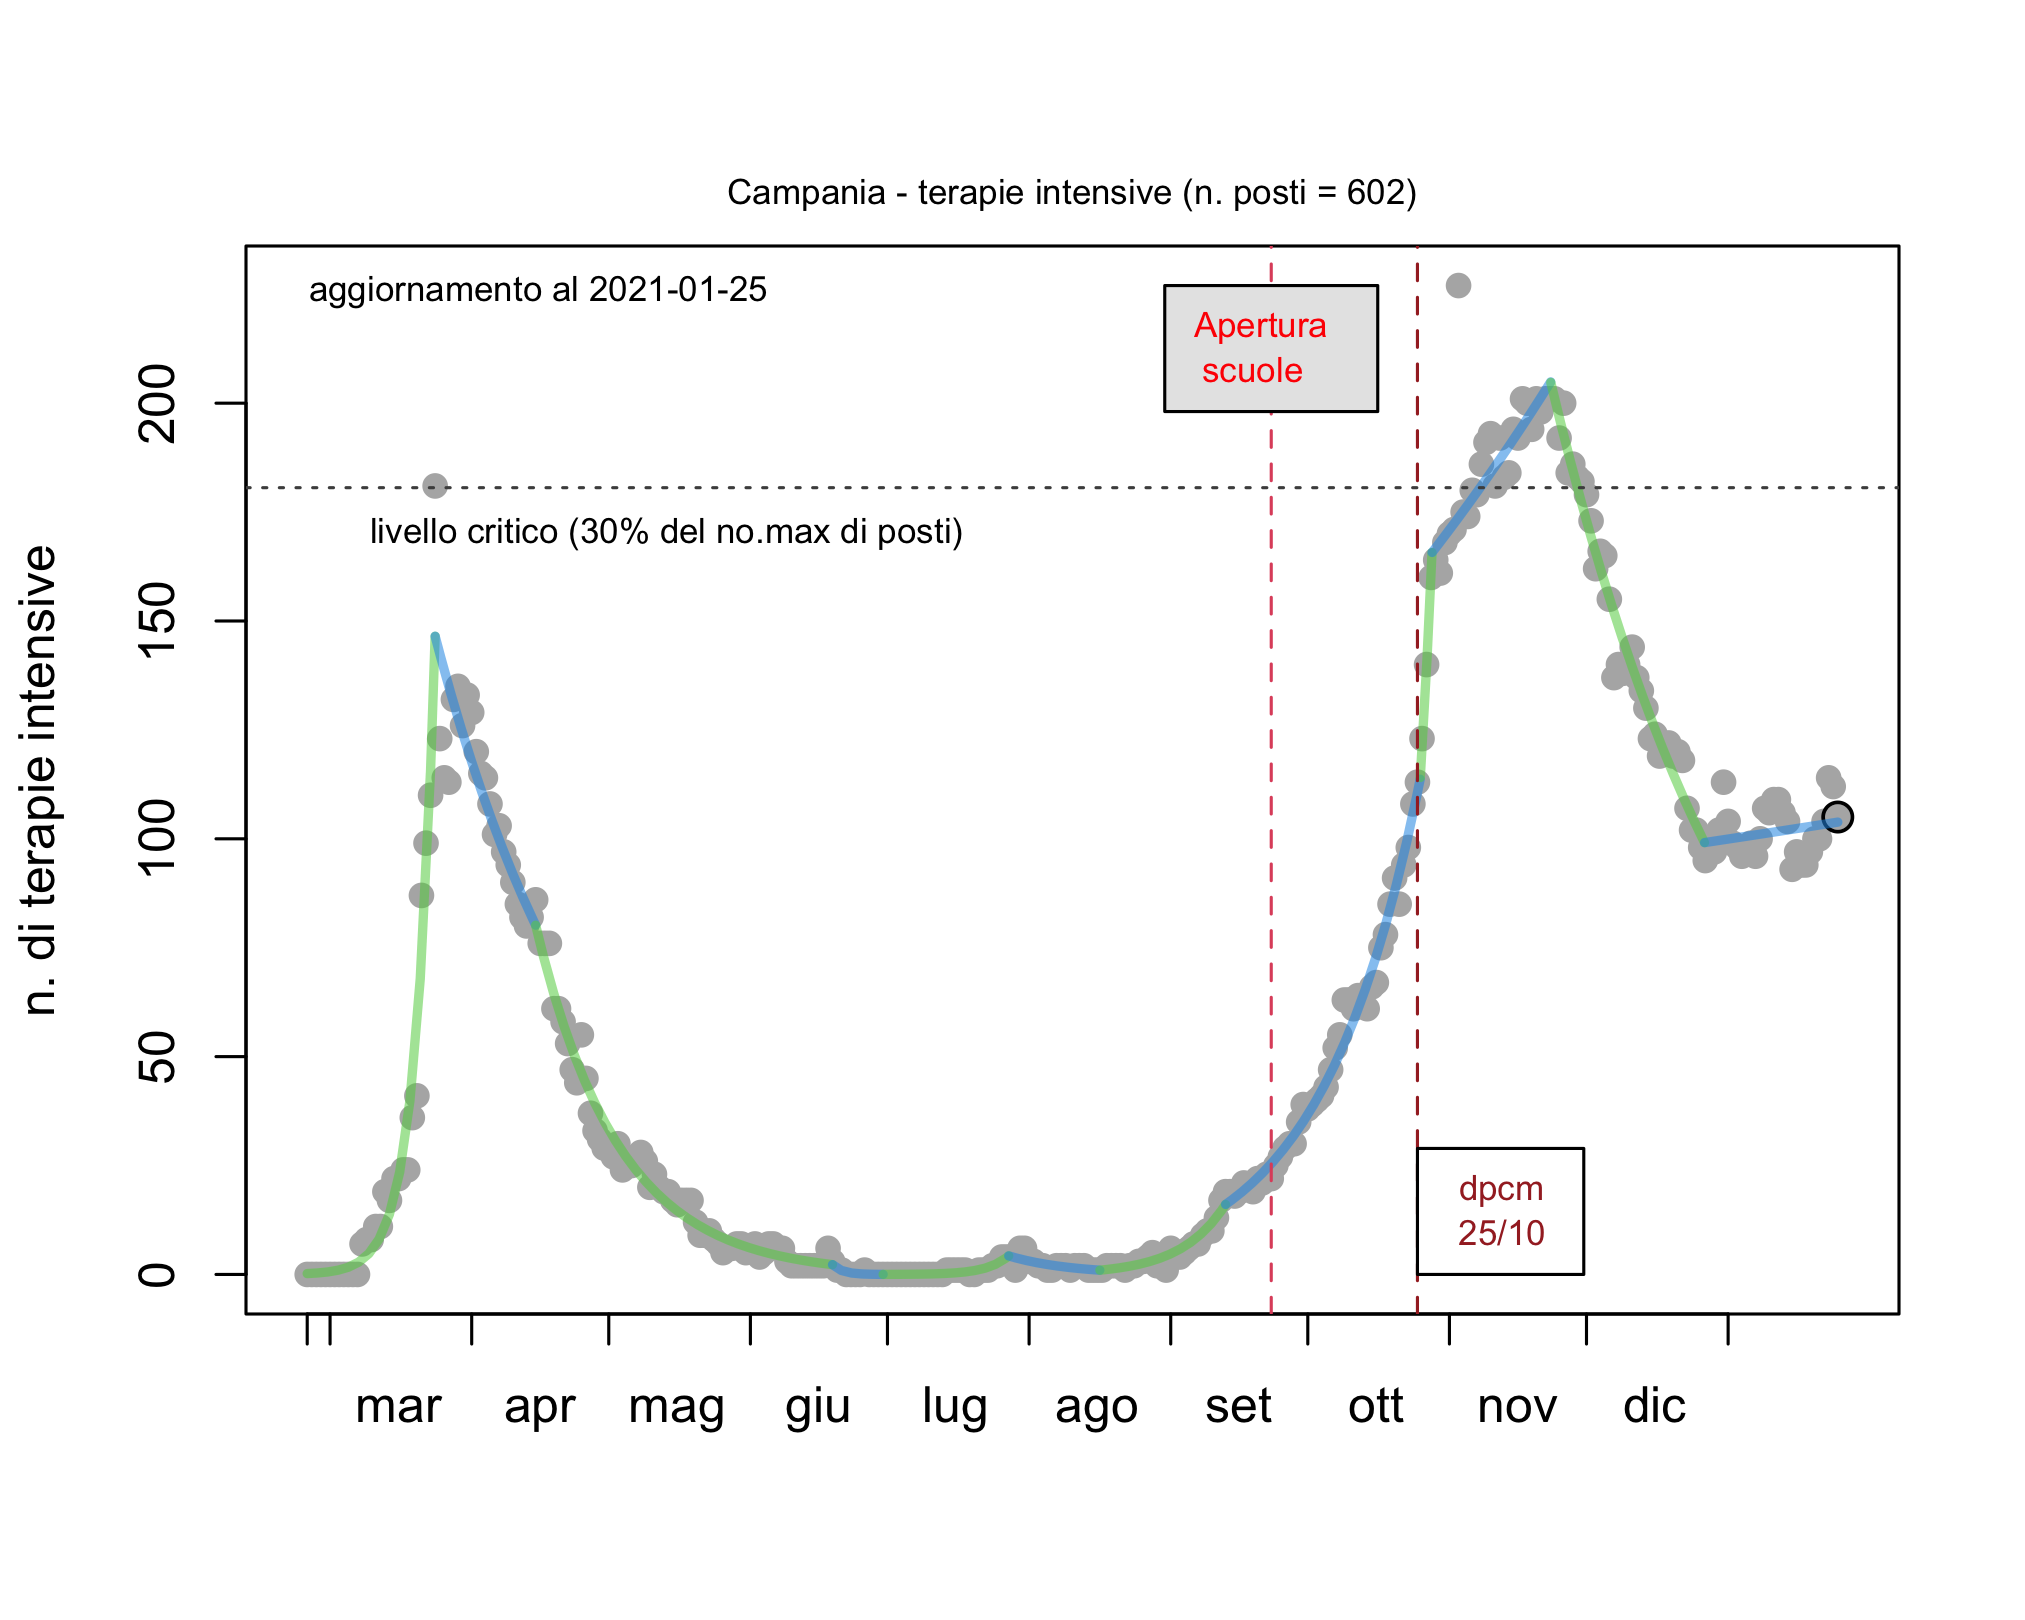 Campania - terapie intensive (n. posti = 602)
aggiornamento al 2021-01-25
Apertura
scuole
livello critico (30% del no.max di posti)
n. di terapie intensive
200
150
100
50
0
dpcm
25/10
mar apr mag giu lug ago set ott nov dic